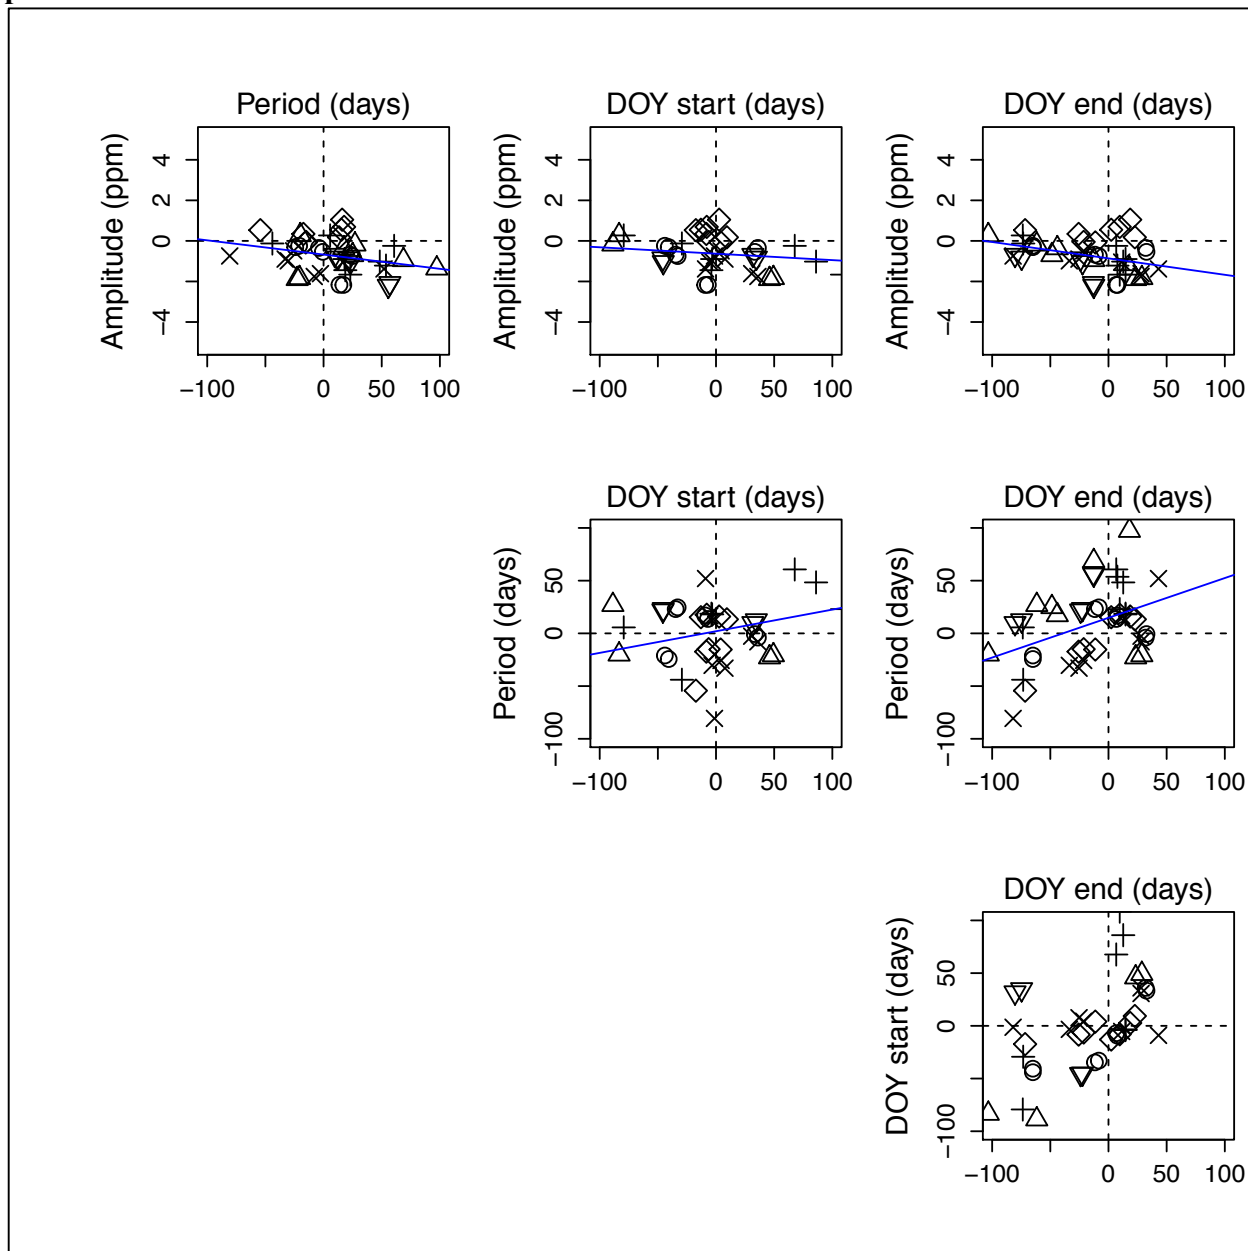 Period (days) DOY start (days) DOY end (days)
Amplitude (ppm) Amplitude (ppm) Amplitude (ppm)
4 4 4
2 2 2
0 0 0
−4 −4 −4
−100 0 50 100 −100 0 50 100 −100 0 50 100
DOY start (days) DOY end (days)
Period (days) Period (days)
50 50
0 0
−100 −100
−100 0 50 100 −100 0 50 100
DOY end (days)
DOY start (days)
50
0
−100
−100 0 50 100